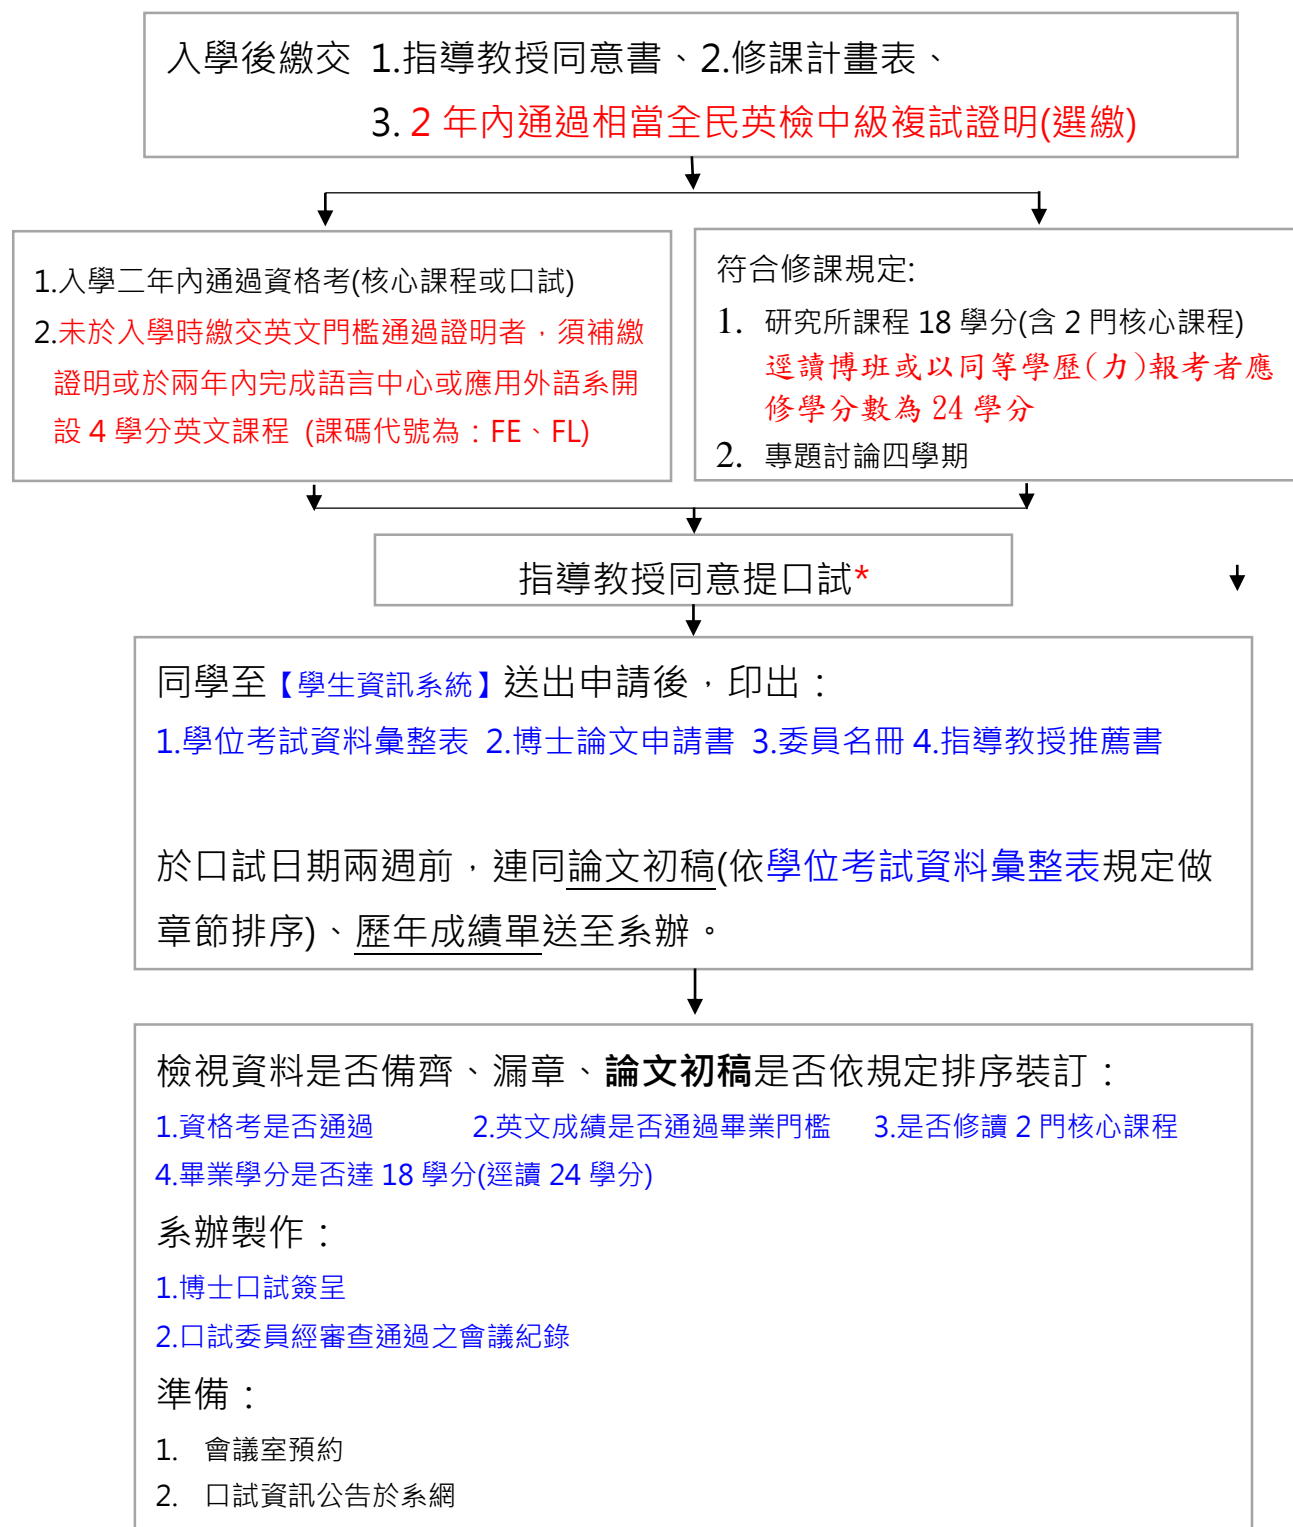 入學後繳交 1.指導教授同意書、2.修課計畫表、
3. 2 年內通過相當全民英檢中級複試證明(選繳)
1.入學二年內通過資格考(核心課程或口試)
2.未於入學時繳交英文門檻通過證明者，須補繳
證明或於兩年內完成語言中心或應用外語系開
設 4 學分英文課程 (課碼代號為：FE、FL)
符合修課規定:
1. 研究所課程 18 學分(含 2 門核心課程)
逕讀博班或以同等學歷(力)報考者應
修學分數為 24 學分
2. 專題討論四學期
指導教授同意提口試*
同學至【學生資訊系統】送出申請後，印出：
1.學位考試資料彙整表 2.博士論文申請書 3.委員名冊 4.指導教授推薦書
於口試日期兩週前，連同論文初稿(依學位考試資料彙整表規定做
章節排序)、歷年成績單送至系辦。
檢視資料是否備齊、漏章、論文初稿是否依規定排序裝訂：
1.資格考是否通過 2.英文成績是否通過畢業門檻 3.是否修讀 2 門核心課程
4.畢業學分是否達 18 學分(逕讀 24 學分)
系辦製作：
1.博士口試簽呈
2.口試委員經審查通過之會議紀錄
準備：
1. 會議室預約
2. 口試資訊公告於系網